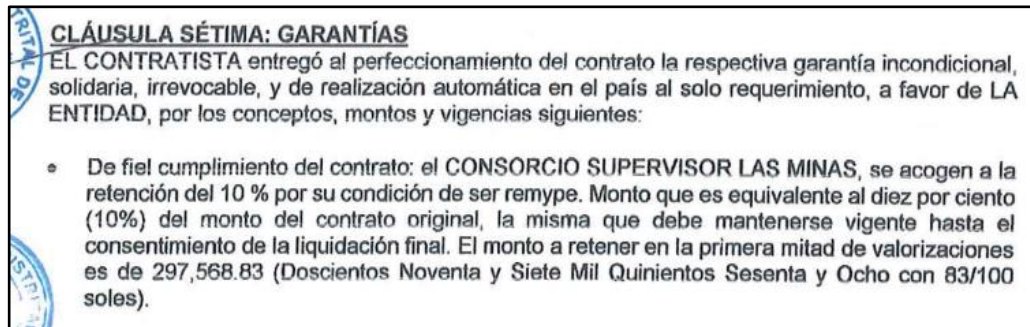 CLÁUSULA SÉTIMA: GARANTÍAS
EL CONTRATISTA entregó al perfeccionamiento del contrato la respectiva garantía incondicional,
solidaria, irrevocable, y de realización automática en el país al solo requerimiento, a favor de LA
ENTIDAD, por los conceptos, montos y vigencias siguientes:
• De fiel cumplimiento del contrato: el CONSORCIO SUPERVISOR LAS MINAS, se acogen a la
retención del 10 % por su condición de ser remype. Monto que es equivalente al diez por ciento
(10%) del monto del contrato original, la misma que debe mantenerse vigente hasta el
consentimiento de la liquidación final. El monto a retener en la primera mitad de valorizaciones
es de 297,568.83 (Doscientos Noventa y Siete Mil Quinientos Sesenta y Ocho con 83/100
soles).